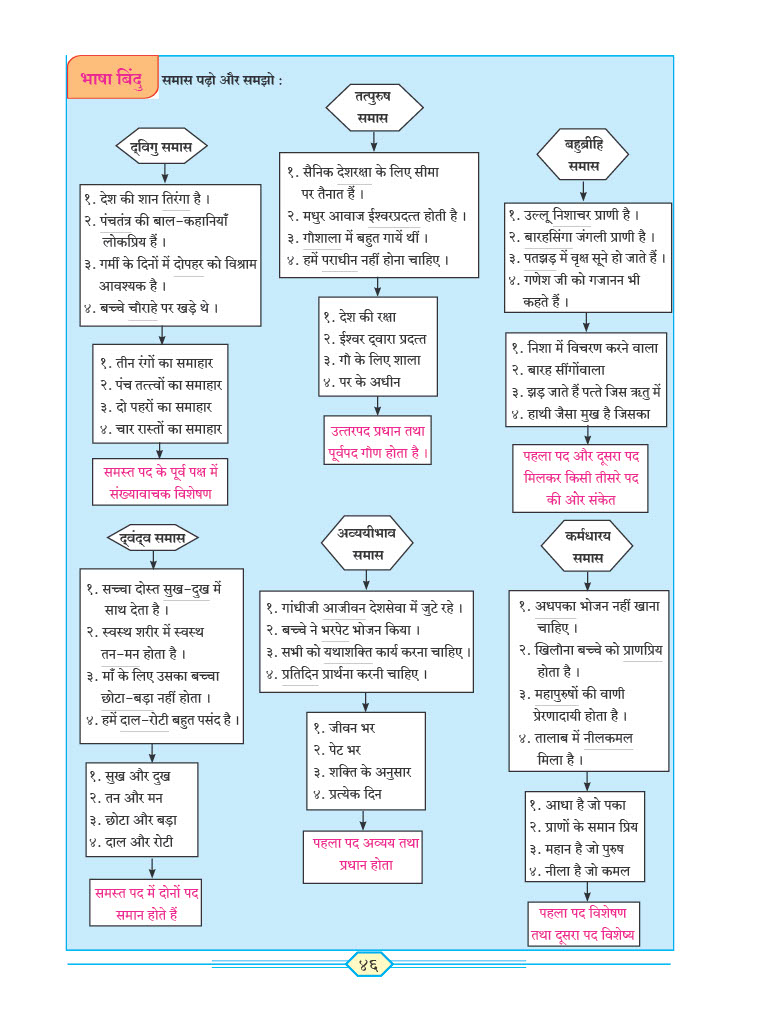 भाषा बिंदु
समास पढ़ो और समझो :
द्‌विगु समास
१. देश की शान तिरंगा है ।
२. पंचतंत्र की बाल-कहानियाँ
लोकप्रिय हैं ।
३. गर्मी के दिनों में दोपहर को विश्राम
आवश्यक है ।
४. बच्चे चौराहे पर खड़े थे ।
१. तीन रंगों का समाहार
२. पंच तत्त्वों का समाहार
३. दो पहरों का समाहार
४. चार रास्तों का समाहार
समस्त पद के पूर्व पक्ष में
संख्यावाचक विशेषण
तत्पुरुष
समास
१. सैनिक देशरक्षा के लिए सीमा
पर तैनात हैं ।
२. मधुर आवाज ईश्वरप्रदत्त होती है ।
३. गौशाला में बहुत गायें थीं ।
४. हमें पराधीन नहीं होना चाहिए ।
१. देश की रक्षा
२. ईश्वर द्‌वारा प्रदत्त
३. गौ के लिए शाला
४. पर के अधीन
उत्तरपद प्रधान तथा
पूर्वपद गौण होता है ।
बहुब्रीहि
समास
१. उल्लू निशाचर प्राणी है ।
२. बारहसिंगा जंगली प्राणी है ।
३. पतझड़ में वृक्ष सूने हो जाते हैं ।
४. गणेश जी को गजानन भी
कहते हैं ।
१. निशा में विचरण करने वाला
२. बारह सींगोंवाला
३. झड़ जाते हैं पत्ते जिस ऋतु में
४. हाथी जैसा मुख है जिसका
पहला पद और दूसरा पद
मिलकर किसी तीसरे पद
की ओर संकेत
द्‌वंद्‌व समास
१. सच्चा दोस्त सुख-दुख में
साथ देता है ।
२. स्वस्थ शरीर में स्वस्थ
तन-मन होता है ।
३. माँ के लिए उसका बच्चा
छोटा-बड़ा नहीं होता ।
४. हमें दाल-रोटी बहुत पसंद है ।
१. सुख और दुख
२. तन और मन
३. छोटा और बड़ा
४. दाल और रोटी
समस्त पद में दोनों पद
समान होते हैं
अव्ययीभाव
समास
१. गांधीजी आजीवन देशसेवा में जुटे रहे ।
२. बच्चे ने भरपेट भोजन किया ।
३. सभी को यथाशक्ति कार्य करना चाहिए ।
४. प्रतिदिन प्रार्थना करनी चाहिए ।
१. जीवन भर
२. पेट भर
३. शक्ति के अनुसार
४. प्रत्येक दिन
पहला पद अव्यय तथा
प्रधान होता
कर्मधारय
समास
१. अधपका भोजन नहीं खाना
चाहिए ।
२. खिलौना बच्चे को प्राणप्रिय
होता है ।
३. महापुरुषों की वाणी
प्रेरणादायी होता है ।
४. तालाब में नीलकमल
मिला है ।
१. आधा है जो पका
२. प्राणों के समान प्रिय
३. महान है जो पुरुष
४. नीला है जो कमल
पहला पद विशेषण
तथा दूसरा पद विशेष्य
४६